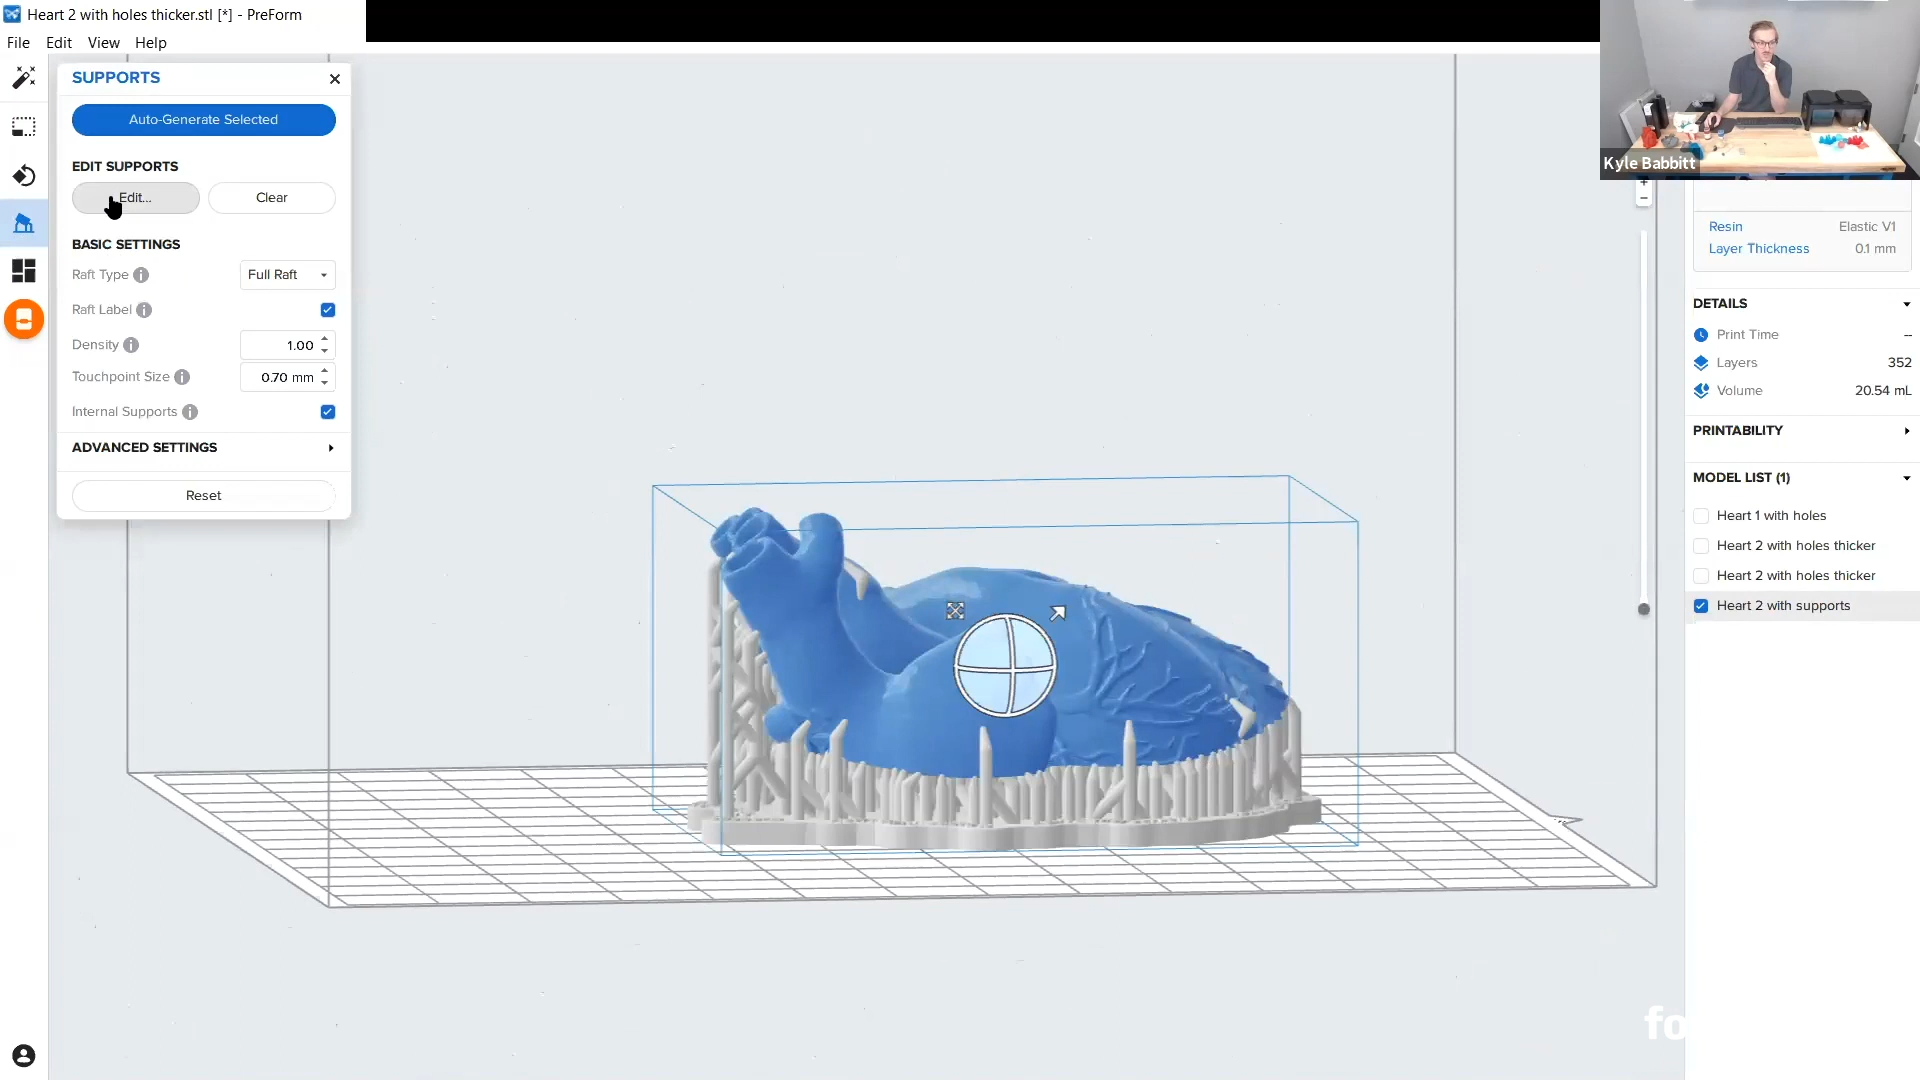 Heart 2 with holes thicker.stl [*] - PreForm
File Edit View Help
SUPPORTS
Auto-Generate Selected
EDIT SUPPORTS
Edit... Clear
BASIC SETTINGS
Raft Type Full Raft
Raft Label
Density 1.00
Touchpoint Size 0.70 mm
Internal Supports
ADVANCED SETTINGS
Reset
Kyle Babbitt
Resin Elastic V1
Layer Thickness 0.1 mm
DETAILS
Print Time --
Layers 352
Volume 20.54 mL
PRINTABILITY
MODEL LIST (1)
Heart 1 with holes
Heart 2 with holes thicker
Heart 2 with holes thicker
Heart 2 with supports
fo